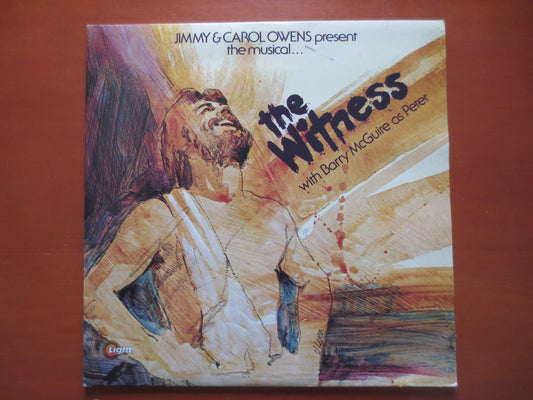 JIMMY & CAROL OWENS present
the musical...
the
Witness
with Barry McGuire as Peter
Light